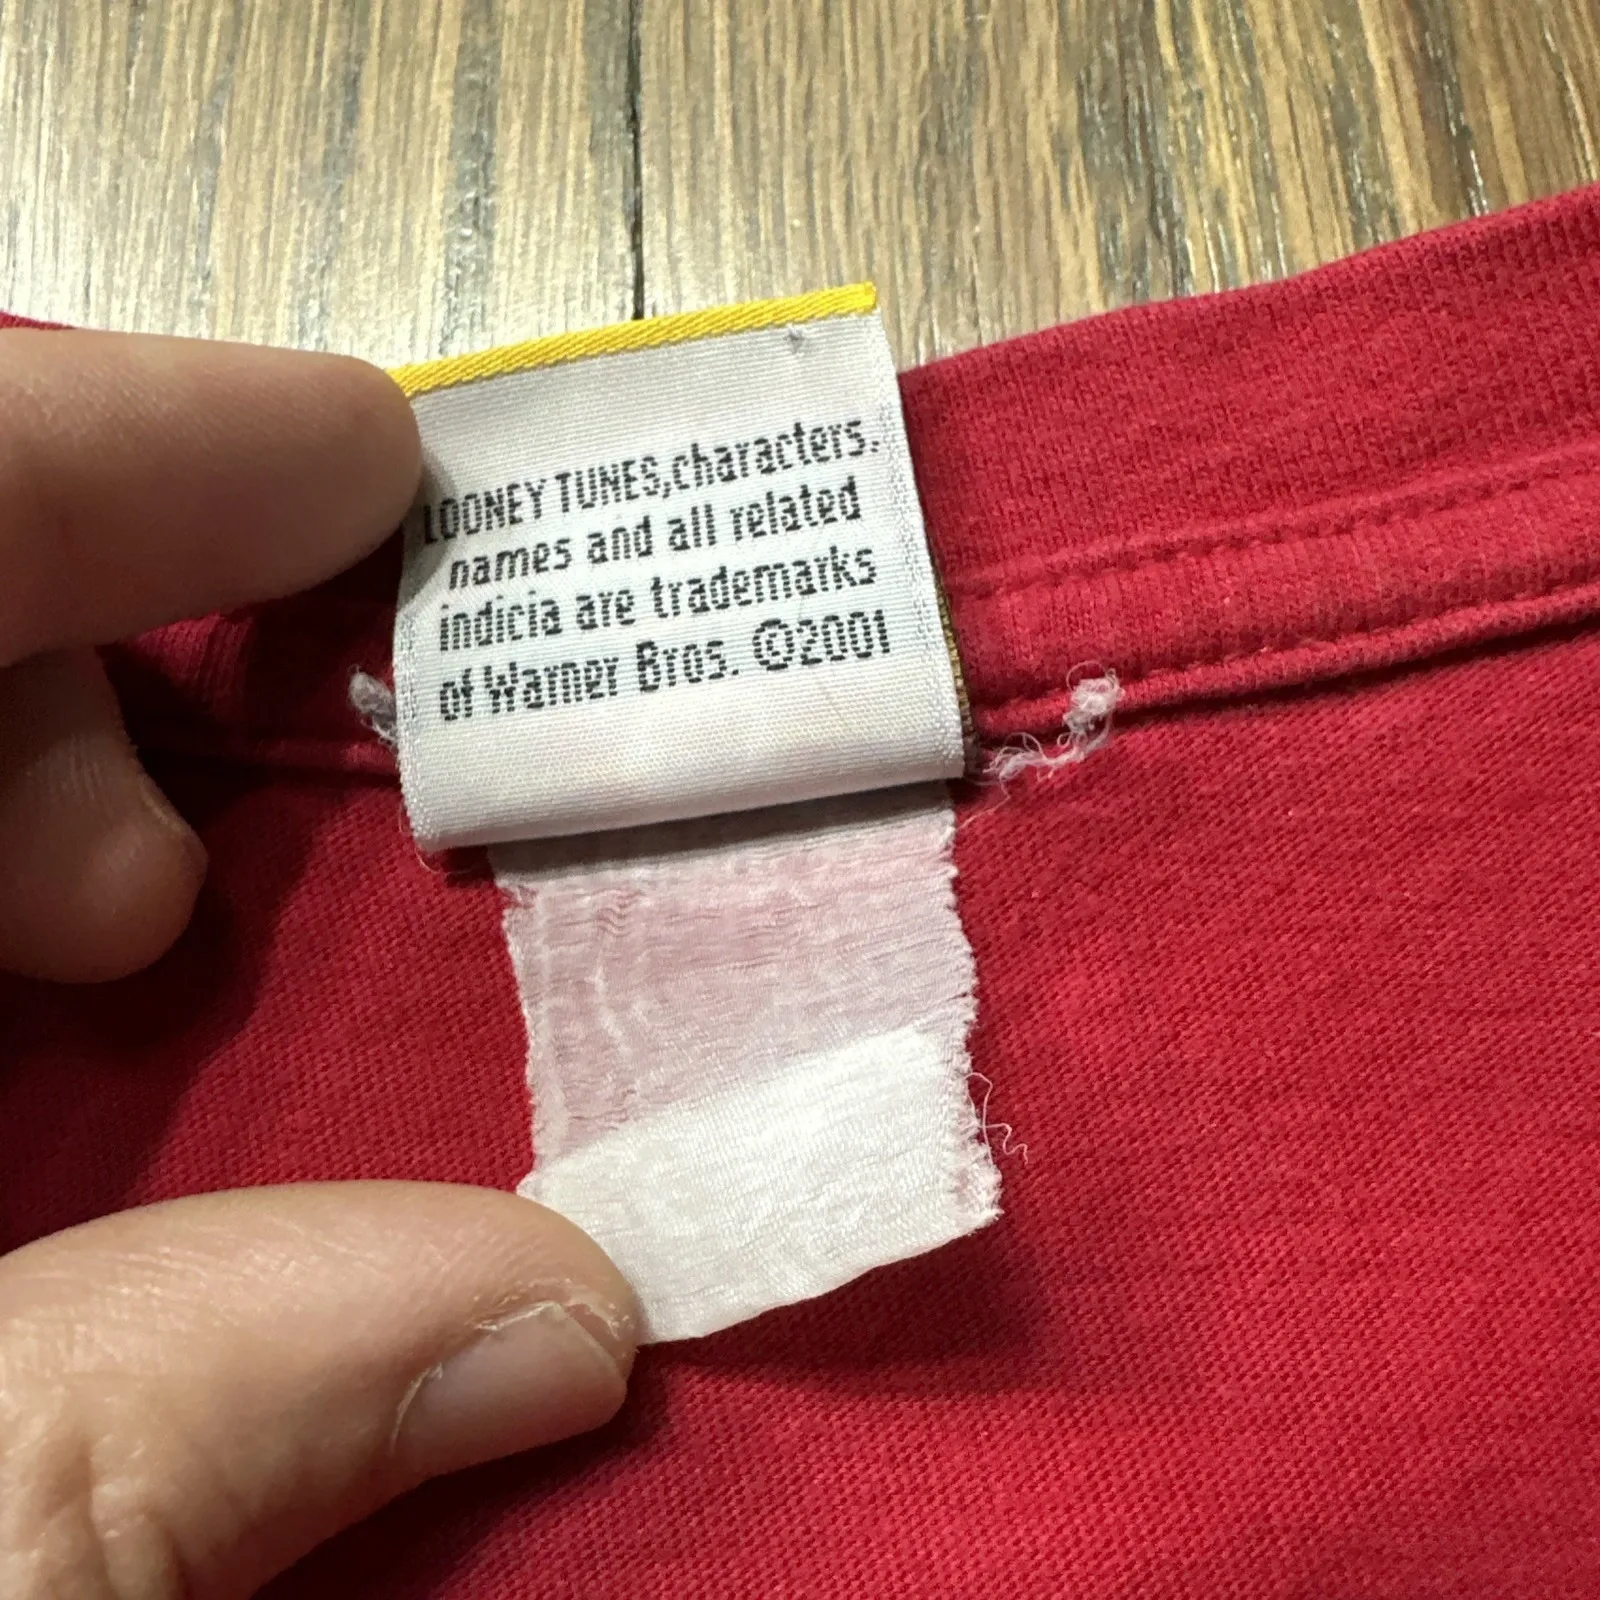 LOONEY TUNES,characters.
names and all related
indicia are trademarks
of Warner Bros. ©2001